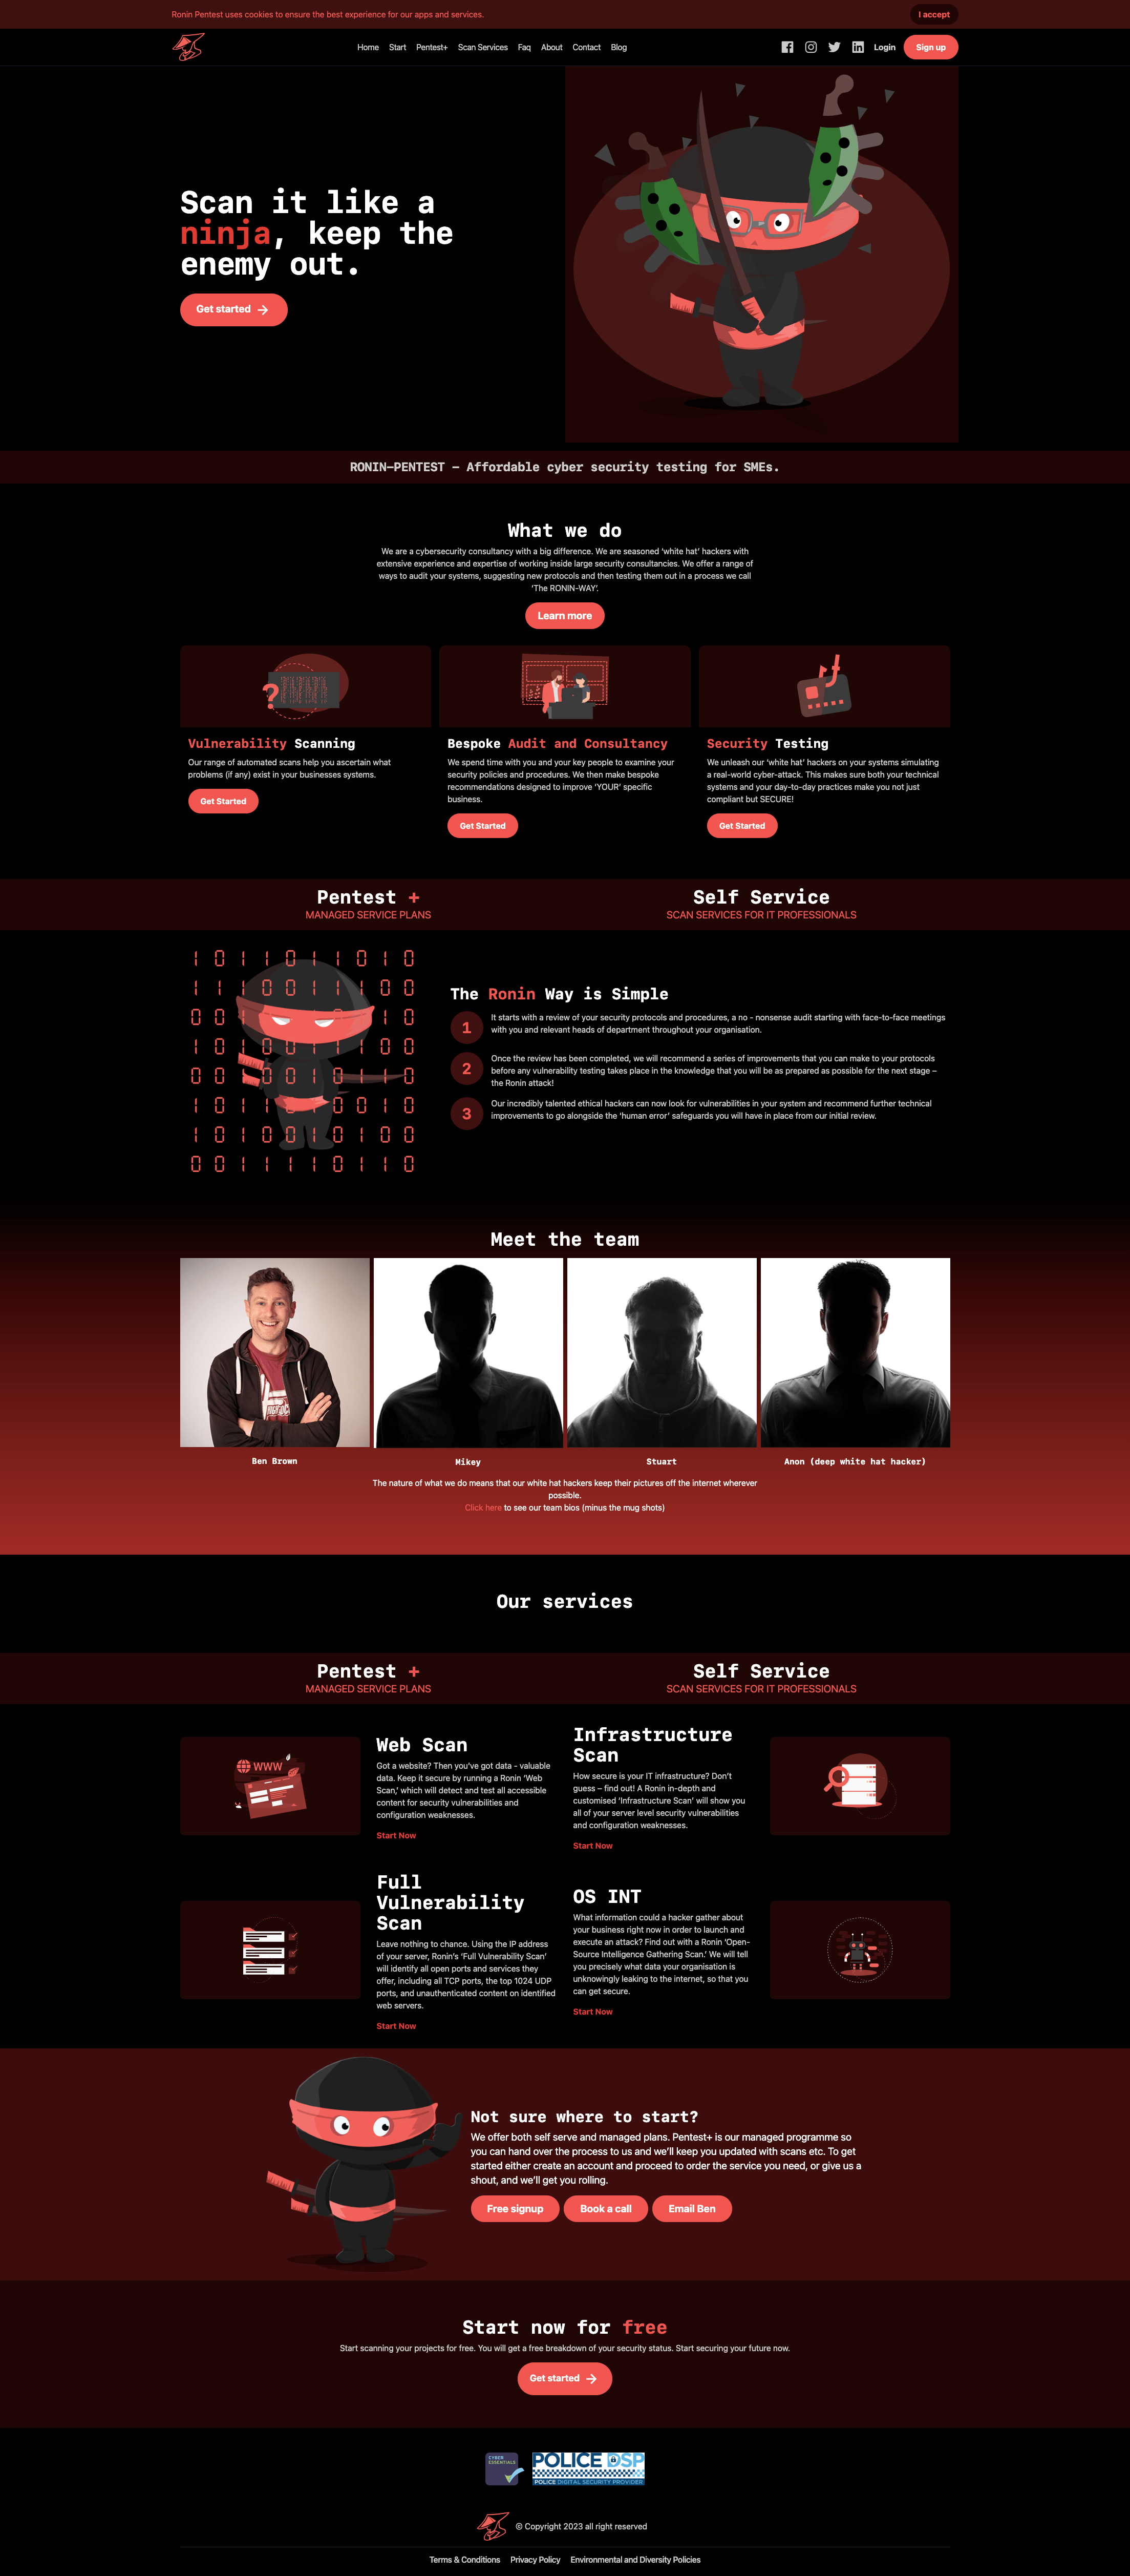 Ronin Pentest uses cookies to ensure the best experience for our apps and services.
I accept
Home Start Pentest+ Scan Services Faq About Contact Blog
Login
Sign up
Scan it like a
ninja, keep the
enemy out.
Get started
RONIN-PENTEST - Affordable cyber security testing for SMEs.
What we do
We are a cybersecurity consultancy with a big difference. We are seasoned ‘white hat’ hackers with
extensive experience and expertise of working inside large security consultancies. We offer a range of
ways to audit your systems, suggesting new protocols and then testing them out in a process we call
‘The RONIN-WAY’.
Learn more
Vulnerability Scanning
Our range of automated scans help you ascertain what
problems (if any) exist in your businesses systems.
Get Started
Bespoke Audit and Consultancy
We spend time with you and your key people to examine your
security policies and procedures. We then make bespoke
recommendations designed to improve ‘YOUR’ specific
business.
Get Started
Security Testing
We unleash our ‘white hat’ hackers on your systems simulating
a real-world cyber-attack. This makes sure both your technical
systems and your day-to-day practices make you not just
compliant but SECURE!
Get Started
Pentest +
MANAGED SERVICE PLANS
Self Service
SCAN SERVICES FOR IT PROFESSIONALS
The Ronin Way is Simple
1
It starts with a review of your security protocols and procedures, a no - nonsense audit starting with face-to-face meetings
with you and relevant heads of department throughout your organisation.
2
Once the review has been completed, we will recommend a series of improvements that you can make to your protocols
before any vulnerability testing takes place in the knowledge that you will be as prepared as possible for the next stage –
the Ronin attack!
3
Our incredibly talented ethical hackers can now look for vulnerabilities in your system and recommend further technical
improvements to go alongside the ‘human error’ safeguards you will have in place from our initial review.
Meet the team
Ben Brown
Mikey
Stuart
Anon (deep white hat hacker)
The nature of what we do means that our white hat hackers keep their pictures off the internet wherever
possible.
Click here to see our team bios (minus the mug shots)
Our services
Pentest +
MANAGED SERVICE PLANS
Self Service
SCAN SERVICES FOR IT PROFESSIONALS
WWW
Web Scan
Got a website? Then you’ve got data - valuable
data. Keep it secure by running a Ronin ‘Web
Scan,’ which will detect and test all accessible
content for security vulnerabilities and
configuration weaknesses.
Start Now
Infrastructure
Scan
How secure is your IT infrastructure? Don’t
guess – find out! A Ronin in-depth and
customised ‘Infrastructure Scan’ will show you
all of your server level security vulnerabilities
and configuration weaknesses.
Start Now
Full
Vulnerability
Scan
Leave nothing to chance. Using the IP address
of your server, Ronin’s ‘Full Vulnerability Scan’
will identify all open ports and services they
offer, including all TCP ports, the top 1024 UDP
ports, and unauthenticated content on identified
web servers.
Start Now
OS INT
What information could a hacker gather about
your business right now in order to launch and
execute an attack? Find out with a Ronin ‘Open-
Source Intelligence Gathering Scan.’ We will tell
you precisely what data your organisation is
unknowingly leaking to the internet, so that you
can get secure.
Start Now
Not sure where to start?
We offer both self serve and managed plans. Pentest+ is our managed programme so
you can hand over the process to us and we’ll keep you updated with scans etc. To get
started either create an account and proceed to order the service you need, or give us a
shout, and we’ll get you rolling.
Free signup
Book a call
Email Ben
Start now for free
Start scanning your projects for free. You will get a free breakdown of your security status. Start securing your future now.
Get started
CYBER
ESSENTIALS
POLICE DSP
POLICE DIGITAL SECURITY PROVIDER
© Copyright 2023 all right reserved
Terms & Conditions Privacy Policy Environmental and Diversity Policies